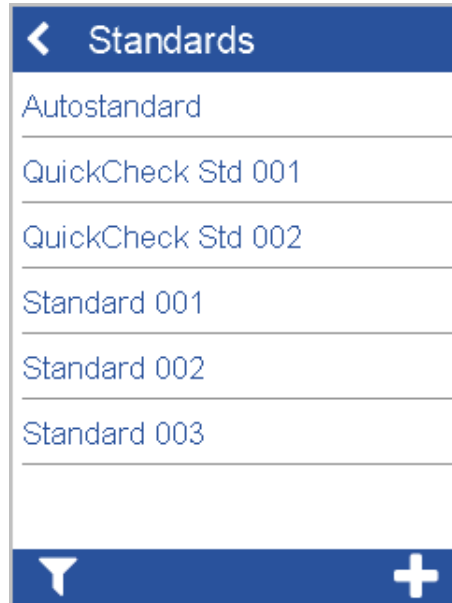 Standards
Autostandard
QuickCheck Std 001
QuickCheck Std 002
Standard 001
Standard 002
Standard 003